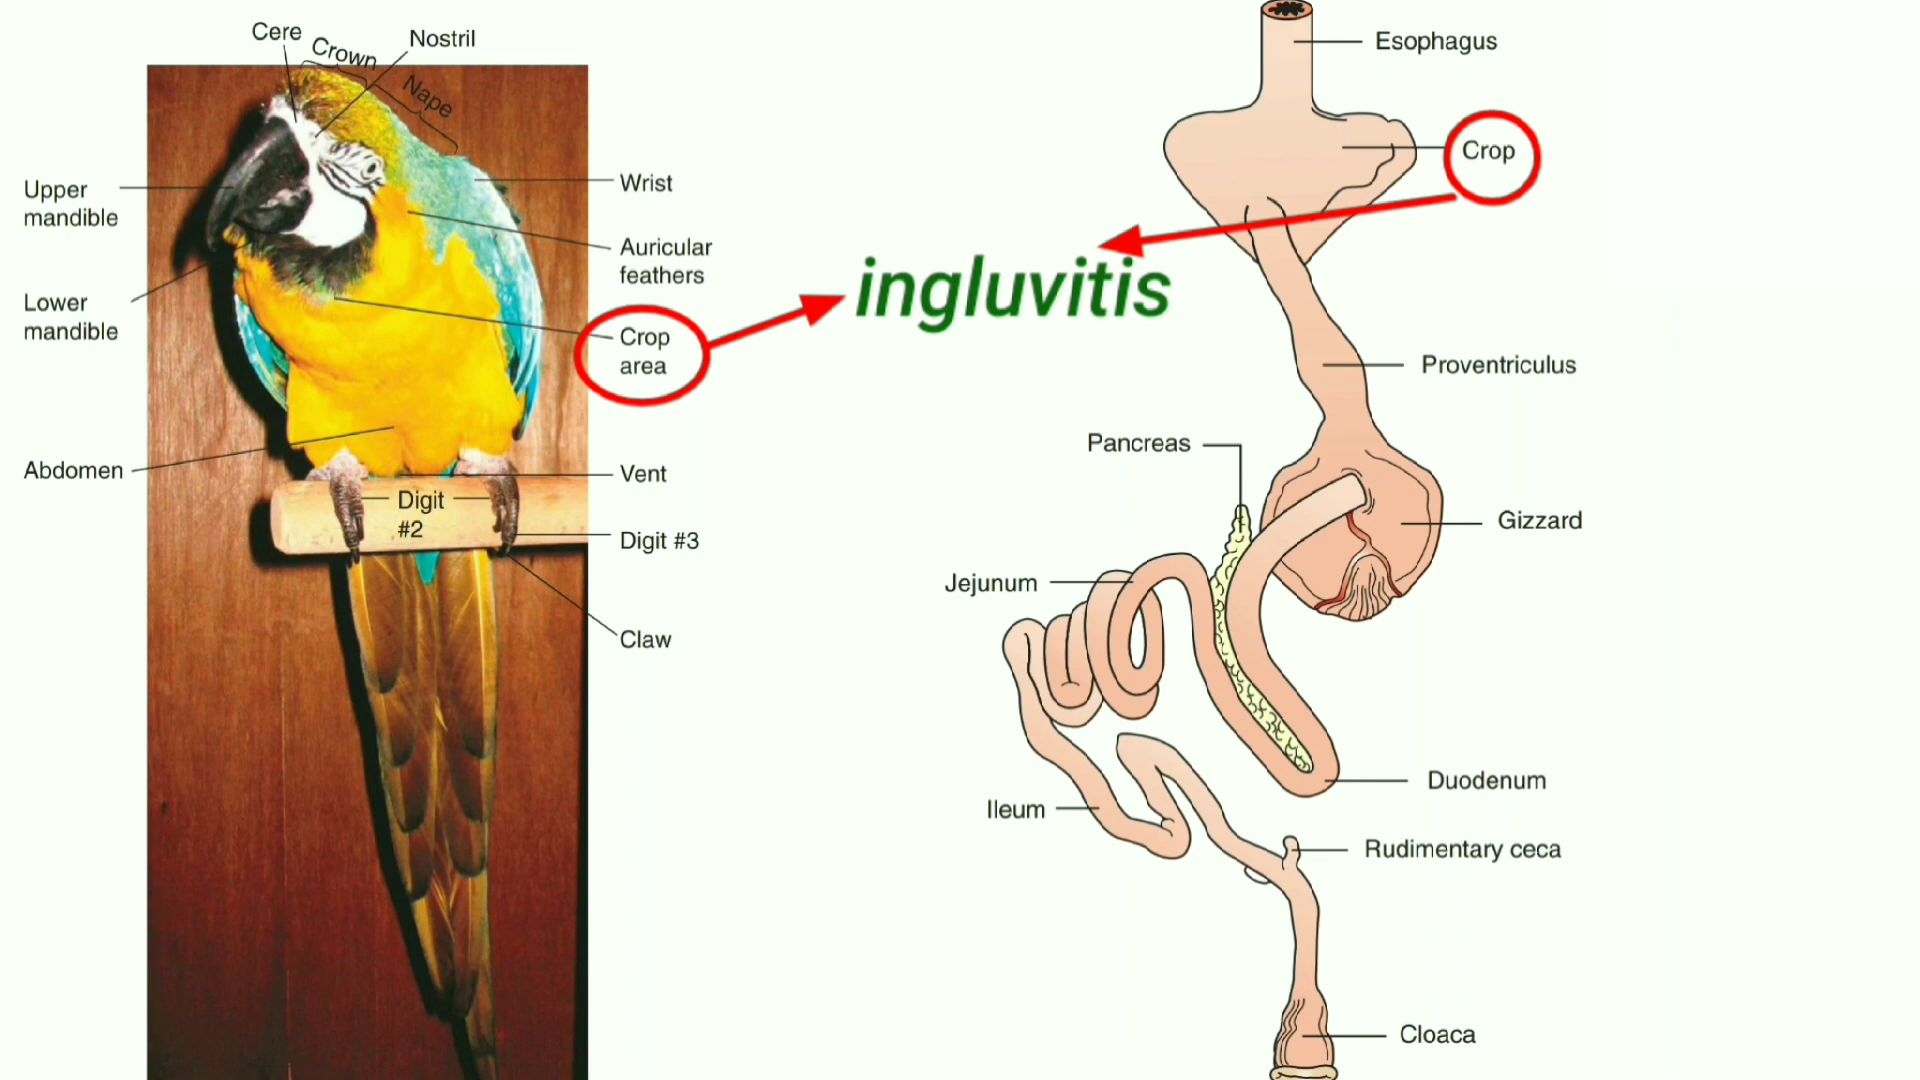 Cere
Crown
Nostril
Nape
Upper
mandible
Wrist
Auricular
feathers
Lower
mandible
Crop
area
Abdomen
Vent
Digit
#2
Digit #3
Claw
ingluvitis
Esophagus
Crop
Proventriculus
Pancreas
Gizzard
Jejunum
Duodenum
Ileum
Rudimentary ceca
Cloaca